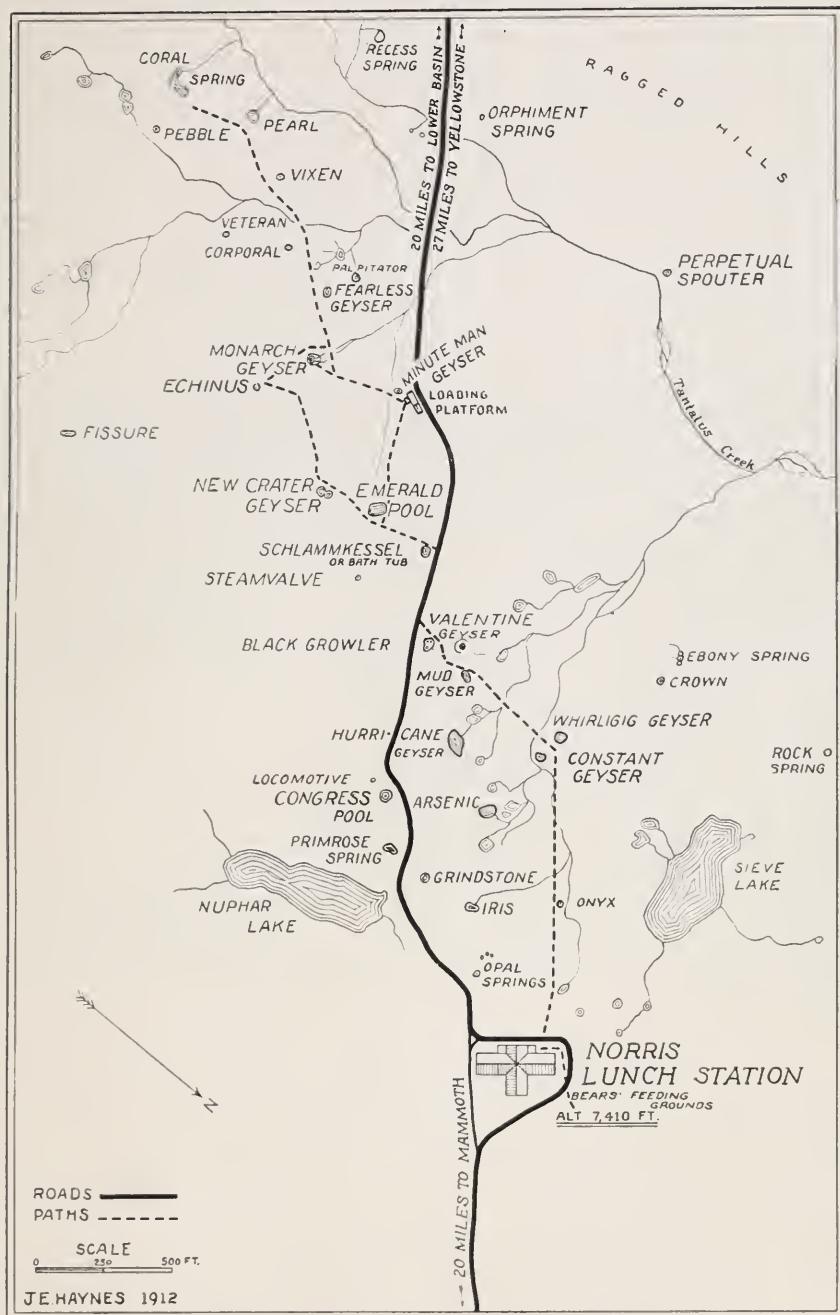 CORAL
SPRING
RECESS
SPRING
20 MILES TO LOWER BASIN →
27 MILES TO YELLOWSTONE →
RAGGED HILLS
ORPHIMENT
SPRING
PEBBLE
PEARL
VIXEN
VETERAN
CORPORAL
PALPITATOR
FEARLESS
GEYSER
PERPETUAL
SPOUTER
MONARCH
GEYSER
MINUTE MAN
GEYSER
ECHINUS
LOADING
PLATFORM
FISSURE
Tantalus Creek
NEW CRATER
GEYSER
EMERALD
POOL
SCHLAMMKESSEL
OR BATH TUB
STEAMVALVE
VALENTINE
GEYSER
BLACK GROWLER
EBONY SPRING
MUD
GEYSER
CROWN
HURRI-CANE
GEYSER
WHIRLIGIG GEYSER
CONSTANT
GEYSER
ROCK
SPRING
LOCOMOTIVE
CONGRESS
POOL
ARSENIC
PRIMROSE
SPRING
SIEVE
LAKE
GRINDSTONE
NUPHAR
LAKE
IRIS
ONYX
OPAL
SPRINGS
N
NORRIS
LUNCH STATION
BEARS' FEEDING
GROUNDS
ALT 7,410 FT.
← 20 MILES TO MAMMOTH
ROADS
PATHS
SCALE
0 250 500 FT.
J.E. HAYNES 1912